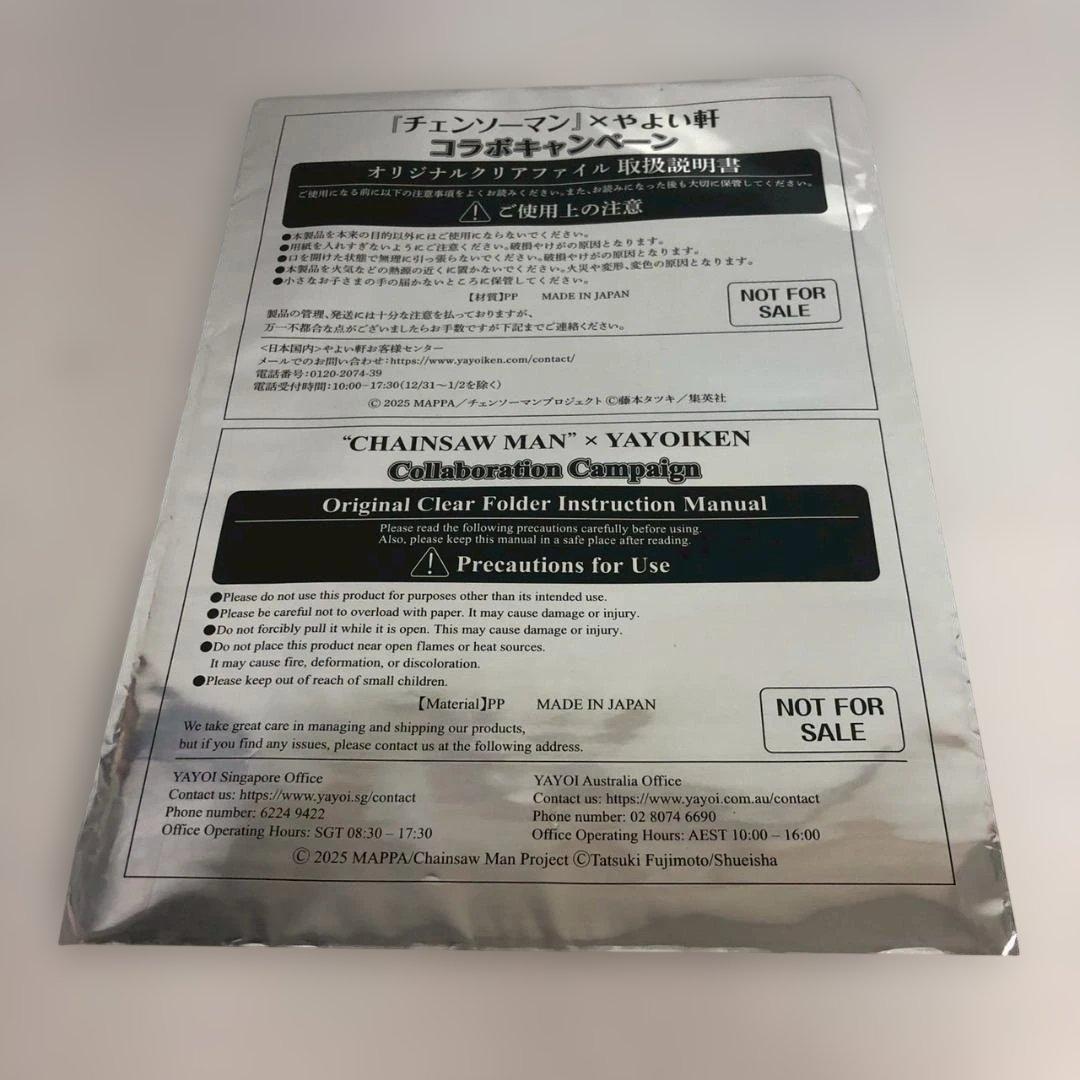 『チェンソーマン』×やよい軒
コラボキャンペーン
オリジナルクリアファイル 取扱説明書
ご使用になる前に以下の注意事項をよくお読みください。また、お読みになった後も大切に保管してください。
ご使用上の注意
●本製品を本来の目的以外にはご使用にならないでください。
●用紙を入れすぎないようにご注意ください。破損やけがの原因となります。
●口を開けた状態で無理に引っ張らないでください。破損やけがの原因となります。
●本製品を火気などの熱源の近くに置かないでください。火災や変形、変色の原因となります。
●小さなお子さまの手の届かないところに保管してください。
【材質】PP MADE IN JAPAN
NOT FOR
SALE
製品の管理、発送には十分な注意を払っておりますが、
万一不都合な点がございましたらお手数ですが下記までご連絡ください。
<日本国内>やよい軒お客様センター
メールでのお問い合わせ:https://www.yayoiken.com/contact/
電話番号:0120-2074-39
電話受付時間:10:00−17:30(12/31〜1/2を除く)
© 2025 MAPPA／チェンソーマンプロジェクト ©藤本タツキ／集英社
“CHAINSAW MAN” × YAYOIKEN
Collaboration Campaign
Original Clear Folder Instruction Manual
Please read the following precautions carefully before using.
Also, please keep this manual in a safe place after reading.
Precautions for Use
●Please do not use this product for purposes other than its intended use.
●Please be careful not to overload with paper. It may cause damage or injury.
●Do not forcibly pull it while it is open. This may cause damage or injury.
●Do not place this product near open flames or heat sources.
It may cause fire, deformation, or discoloration.
●Please keep out of reach of small children.
【Material】PP MADE IN JAPAN
NOT FOR
SALE
We take great care in managing and shipping our products,
but if you find any issues, please contact us at the following address.
YAYOI Singapore Office
Contact us: https://www.yayoi.sg/contact
Phone number: 6224 9422
Office Operating Hours: SGT 08:30 – 17:30
YAYOI Australia Office
Contact us: https://www.yayoi.com.au/contact
Phone number: 02 8074 6690
Office Operating Hours: AEST 10:00 – 16:00
© 2025 MAPPA/Chainsaw Man Project ©Tatsuki Fujimoto/Shueisha